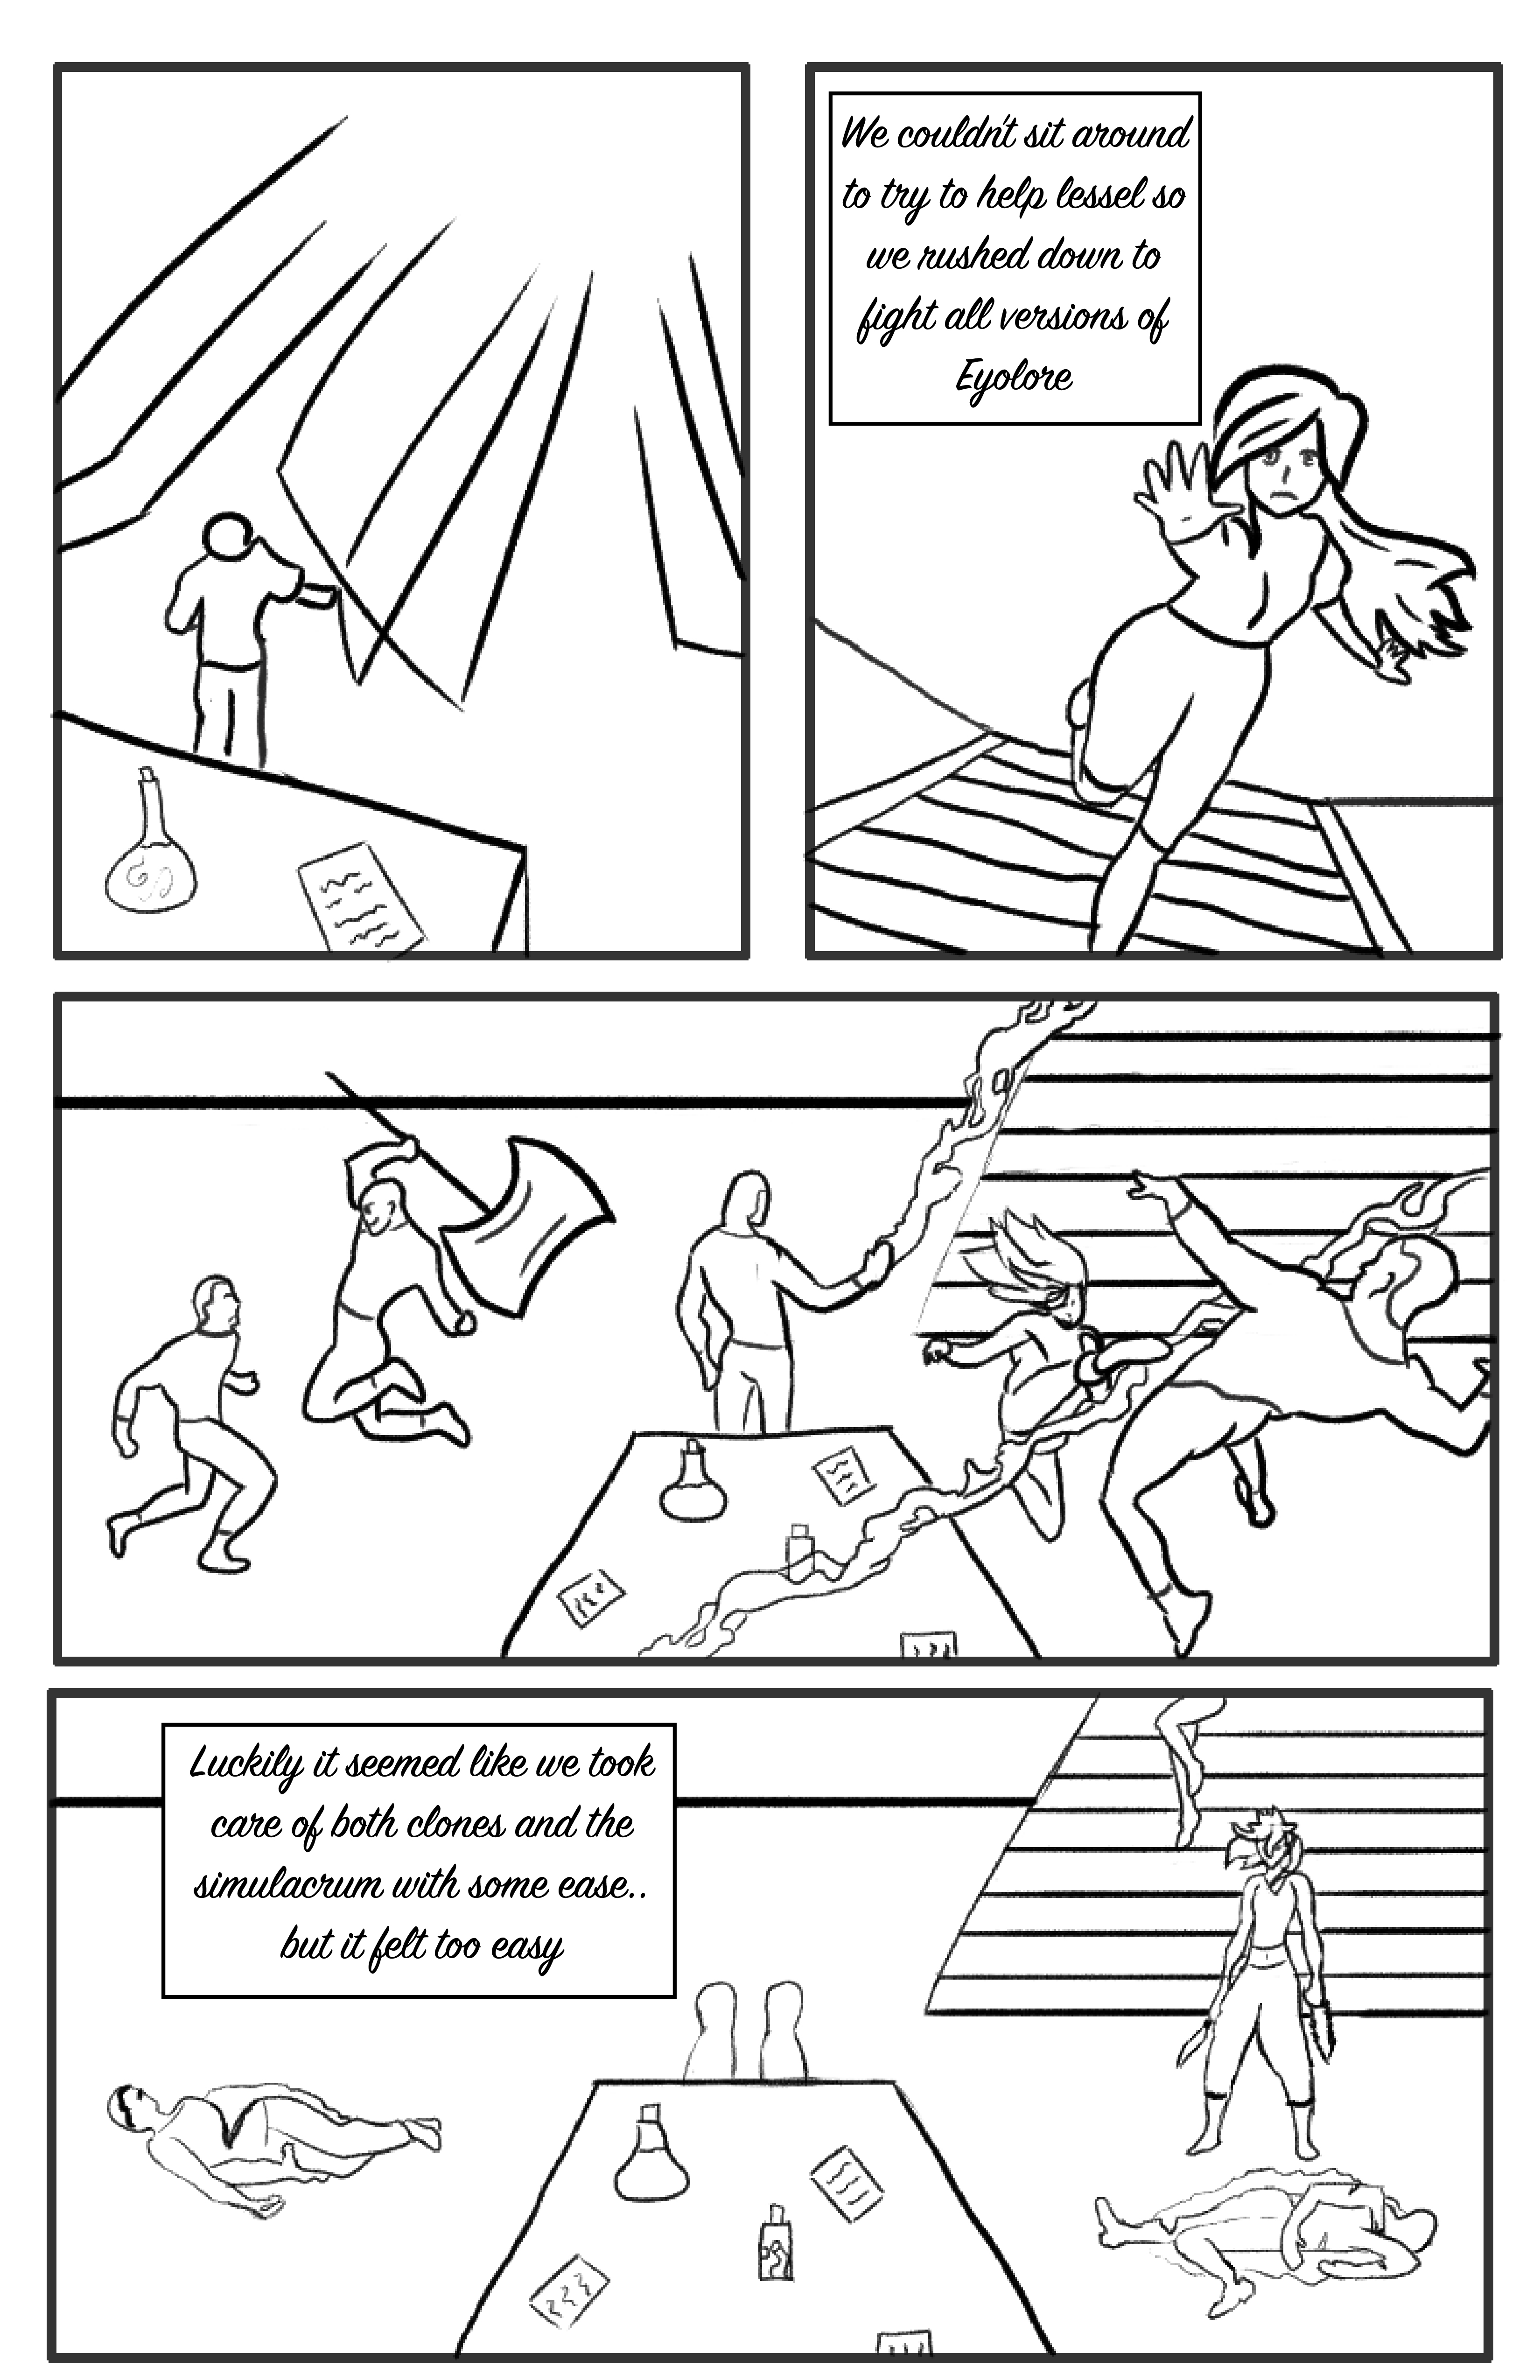 We couldn't sit around
to try to help lessel so
we rushed down to
fight all versions of
Eyolore
Luckily it seemed like we took
care of both clones and the
simulacrum with some ease..
but it felt too easy